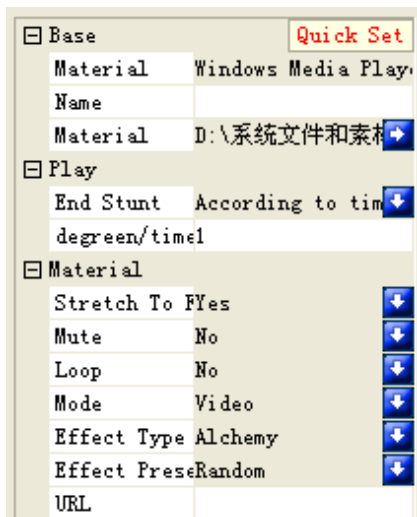 Base Quick Set
Material Windows Media Play
Name
Material D:\系统文件和素
Play
End Stunt According to tim
degreen/time1
Material
Stretch To FYes
Mute No
Loop No
Mode Video
Effect Type Alchemy
Effect PreseRandom
URL